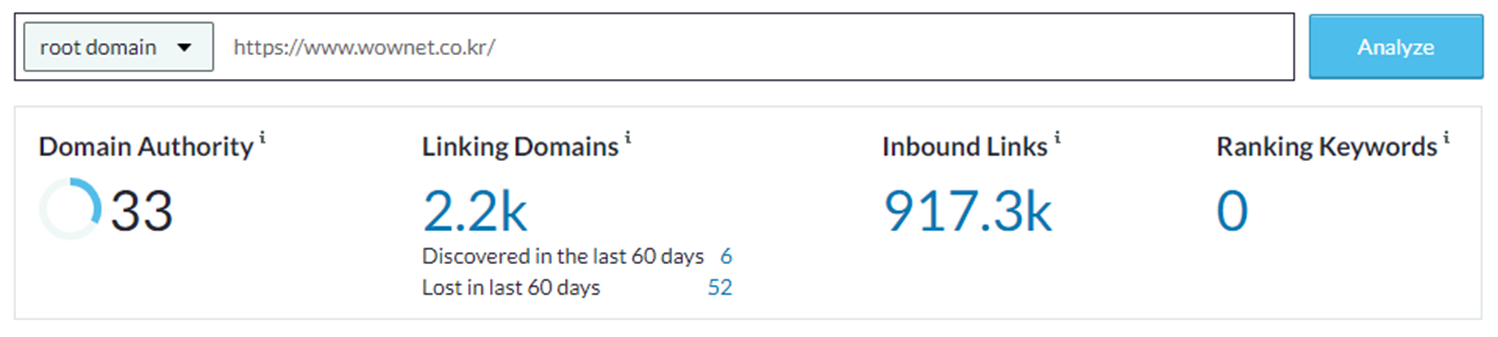 root domain https://www.wownet.co.kr/ Analyze
Domain Authority i Linking Domains i Inbound Links i Ranking Keywords i
33 2.2k 917.3k 0
Discovered in the last 60 days 6
Lost in last 60 days 52